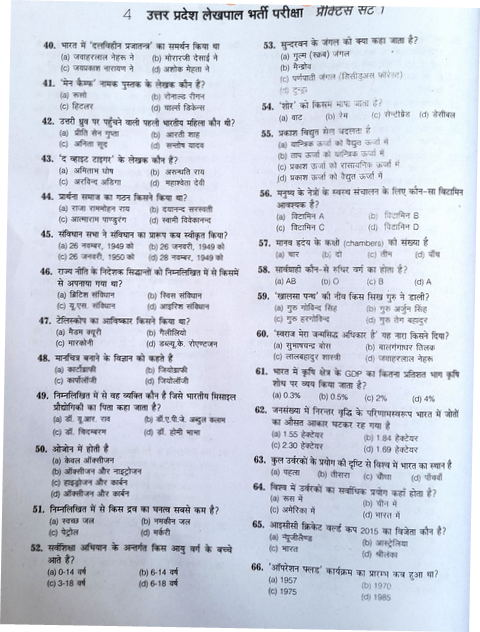 4 उत्तर प्रदेश लेखपाल भर्ती परीक्षा प्रैक्टिस सेट 1
40. भारत में 'दलविहीन प्रजातन्त्र' का समर्थन किया था
(a) जवाहरलाल नेहरू ने (b) मोरारजी देसाई ने
(c) जयप्रकाश नारायण ने (d) अशोक मेहता ने
41. 'मेन कैम्फ' नामक पुस्तक के लेखक कौन हैं?
(a) रूसो (b) रोनाल्ड रीगन
(c) हिटलर (d) चार्ल्स डिकेन्स
42. उत्तरी ध्रुव पर पहुँचने वाली पहली भारतीय महिला कौन थी?
(a) प्रीति सेन गुप्ता (b) आरती शाह
(c) अनिता सूद (d) सन्तोष यादव
43. 'द व्हाइट टाइगर' के लेखक कौन हैं?
(a) अमिताभ घोष (b) अरुन्धति राय
(c) अरविन्द अडिगा (d) महाश्वेता देवी
44. प्रार्थना समाज का गठन किसने किया था?
(a) राजा राममोहन राय (b) दयानन्द सरस्वती
(c) आत्माराम पाण्डुरंग (d) स्वामी विवेकानन्द
45. संविधान सभा ने संविधान का प्रारूप कब स्वीकृत किया?
(a) 26 नवम्बर, 1949 को (b) 26 जनवरी, 1949 को
(c) 26 जनवरी, 1950 को (d) 28 नवम्बर, 1949 को
46. राज्य नीति के निदेशक सिद्धान्तों को निम्नलिखित में से किसमें
से अपनाया गया था?
(a) ब्रिटिश संविधान (b) स्विस संविधान
(c) यू.एस. संविधान (d) आइरिश संविधान
47. टेलिस्कोप का आविष्कार किसने किया था?
(a) मैडम क्यूरी (b) गैलीलियो
(c) मारकोनी (d) डब्ल्यू.के. रोएण्टजन
48. मानचित्र बनाने के विज्ञान को कहते हैं
(a) कार्टोग्राफी (b) जियोग्राफी
(c) कार्पोलॉजी (d) जियोलॉजी
49. निम्नलिखित में से वह व्यक्ति कौन है जिसे भारतीय मिसाइल
प्रौद्योगिकी का पिता कहा जाता है?
(a) डॉ. यू.आर. राव (b) डॉ.ए.पी.जे. अब्दुल कलाम
(c) डॉ. चिदम्बरम (d) डॉ. होमी भाभा
50. ओजोन में होती है
(a) केवल ऑक्सीजन
(b) ऑक्सीजन और नाइट्रोजन
(c) हाइड्रोजन और कार्बन
(d) ऑक्सीजन और कार्बन
51. निम्नलिखित में से किस द्रव का घनत्व सबसे कम है?
(a) स्वच्छ जल (b) नमकीन जल
(c) पेट्रोल (d) मर्करी
52. सर्वशिक्षा अभियान के अन्तर्गत किस आयु वर्ग के बच्चे
आते हैं?
(a) 0-14 वर्ष (b) 6-14 वर्ष
(c) 3-18 वर्ष (d) 6-18 वर्ष
53. सुन्दरवन के जंगल को क्या कहा जाता है?
(a) गुल्म (स्क्रब) जंगल
(b) मैन्ग्रोव
(c) पर्णपाती जंगल (डिसीडुअस फॉरेस्ट)
(d) टुन्ड्रा
54. 'शोर' को किसमें मापा जाता है?
(a) वाट (b) रेम (c) सेन्टीग्रेड (d) डेसीबल
55. प्रकाश विद्युत सेल बदलता है
(a) यान्त्रिक ऊर्जा को वैद्युत ऊर्जा में
(b) ताप ऊर्जा को यान्त्रिक ऊर्जा में
(c) प्रकाश ऊर्जा को रासायनिक ऊर्जा में
(d) प्रकाश ऊर्जा को वैद्युत ऊर्जा में
56. मनुष्य के नेत्रों के स्वस्थ संचालन के लिए कौन-सा विटामिन
आवश्यक है?
(a) विटामिन A (b) विटामिन B
(c) विटामिन C (d) विटामिन D
57. मानव हृदय के कक्षों (chambers) की संख्या है
(a) चार (b) दो (c) तीन (d) पाँच
58. सार्वग्राही कौन-से रुधिर वर्ग का होता है?
(a) AB (b) O (c) B (d) A
59. 'खालसा पन्थ' की नींव किस सिख गुरु ने डाली?
(a) गुरु गोविन्द सिंह (b) गुरु अर्जुन सिंह
(c) गुरु हरगोविन्द (d) गुरु तेग बहादुर
60. 'स्वराज मेरा जन्मसिद्ध अधिकार है' यह नारा किसने दिया?
(a) सुभाषचन्द्र बोस (b) बालगंगाधर तिलक
(c) लालबहादुर शास्त्री (d) जवाहरलाल नेहरू
61. भारत में कृषि क्षेत्र के GDP का कितना प्रतिशत भाग कृषि
शोध पर व्यय किया जाता है?
(a) 0.3% (b) 0.5% (c) 2% (d) 4%
62. जनसंख्या में निरन्तर वृद्धि के परिणामस्वरूप भारत में जोतों
का औसत आकार घटकर रह गया है
(a) 1.55 हेक्टेयर (b) 1.84 हेक्टेयर
(c) 2.30 हेक्टेयर (d) 1.69 हेक्टेयर
63. कुल उर्वरकों के प्रयोग की दृष्टि से विश्व में भारत का स्थान है
(a) पहला (b) तीसरा (c) चौथा (d) पाँचवाँ
64. विश्व में उर्वरकों का सर्वाधिक प्रयोग कहाँ होता है?
(a) रूस में (b) चीन में
(c) अमेरिका में (d) भारत में
65. आइसीसी क्रिकेट वर्ल्ड कप 2015 का विजेता कौन है?
(a) न्यूजीलैण्ड (b) आस्ट्रेलिया
(c) भारत (d) श्रीलंका
66. 'ऑपरेशन फ्लड' कार्यक्रम का प्रारम्भ कब हुआ था?
(a) 1957 (b) 1970
(c) 1975 (d) 1985